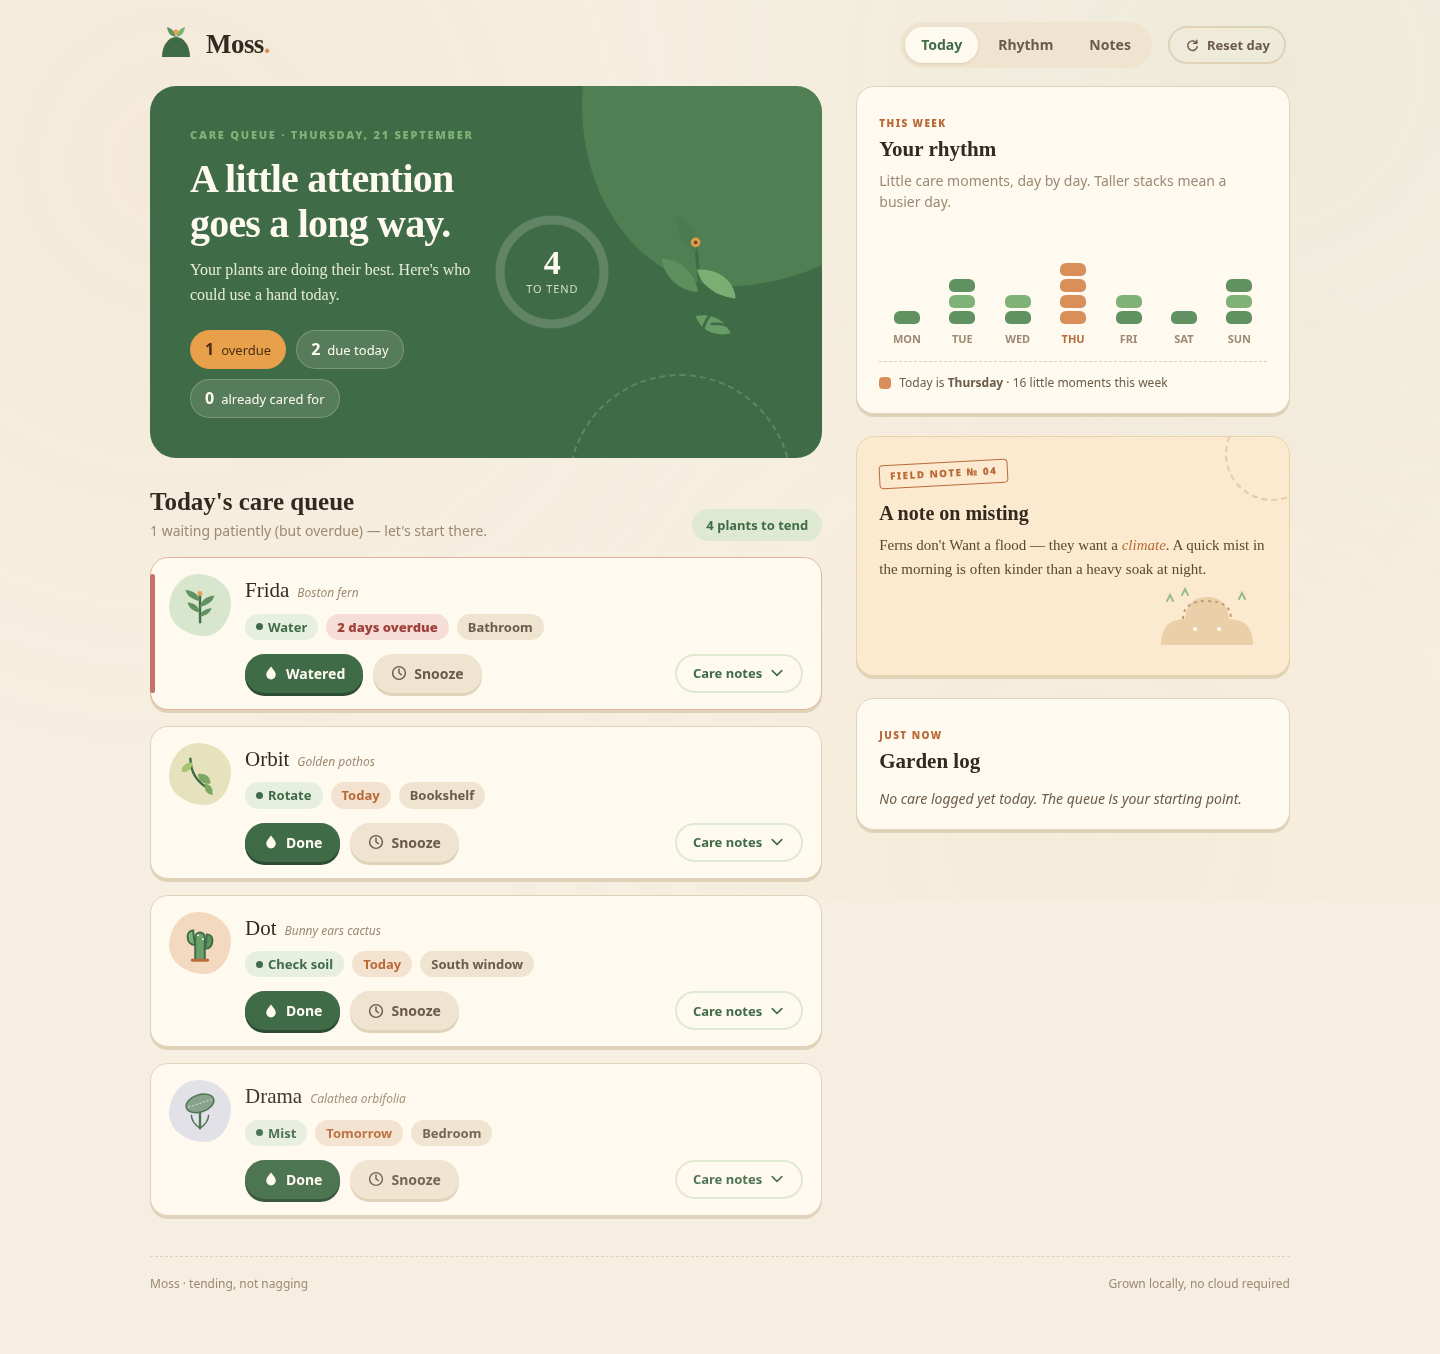 Moss.
Today
Rhythm
Notes
Reset day
CARE QUEUE · THURSDAY, 21 SEPTEMBER
A little attention
goes a long way.
Your plants are doing their best. Here's who
could use a hand today.
4
TO TEND
1 overdue
2 due today
0 already cared for
Today's care queue
1 waiting patiently (but overdue) — let's start there.
4 plants to tend
Frida Boston fern
Water
2 days overdue
Bathroom
Watered
Snooze
Care notes
Orbit Golden pothos
Rotate
Today
Bookshelf
Done
Snooze
Care notes
Dot Bunny ears cactus
Check soil
Today
South window
Done
Snooze
Care notes
Drama Calathea orbifolia
Mist
Tomorrow
Bedroom
Done
Snooze
Care notes
THIS WEEK
Your rhythm
Little care moments, day by day. Taller stacks mean a
busier day.
MON
TUE
WED
THU
FRI
SAT
SUN
Today is Thursday · 16 little moments this week
FIELD NOTE № 04
A note on misting
Ferns don't Want a flood — they want a climate. A quick mist in
the morning is often kinder than a heavy soak at night.
JUST NOW
Garden log
No care logged yet today. The queue is your starting point.
Moss · tending, not nagging
Grown locally, no cloud required